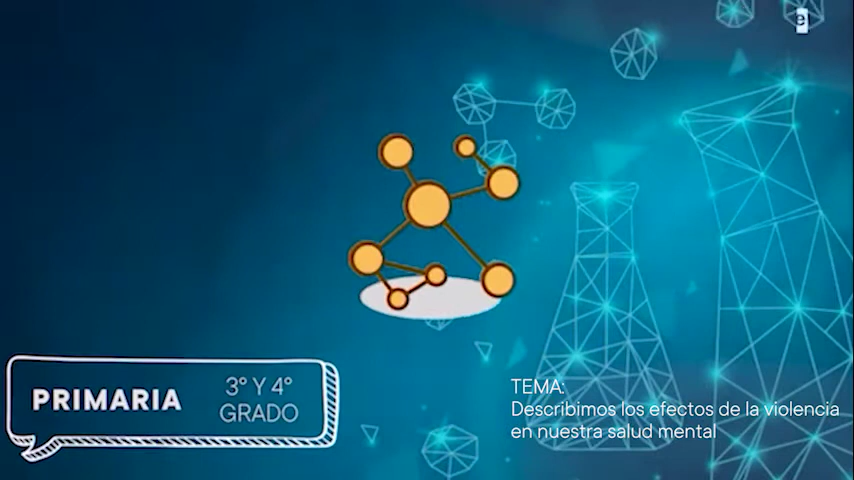 e
PRIMARIA
3° Y 4°
GRADO
TEMA:
Describimos los efectos de la violencia
en nuestra salud mental